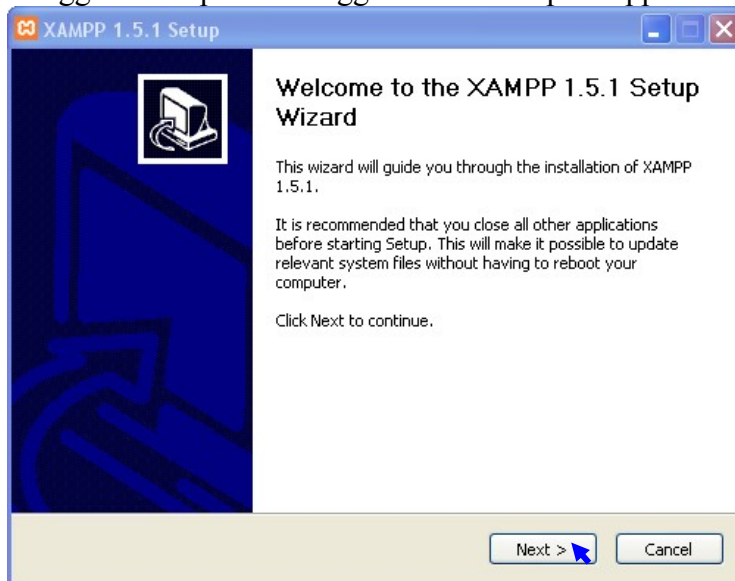 XAMPP 1.5.1 Setup
Welcome to the XAMPP 1.5.1 Setup
Wizard
This wizard will guide you through the installation of XAMPP
1.5.1.
It is recommended that you close all other applications
before starting Setup. This will make it possible to update
relevant system files without having to reboot your
computer.
Click Next to continue.
Next >
Cancel